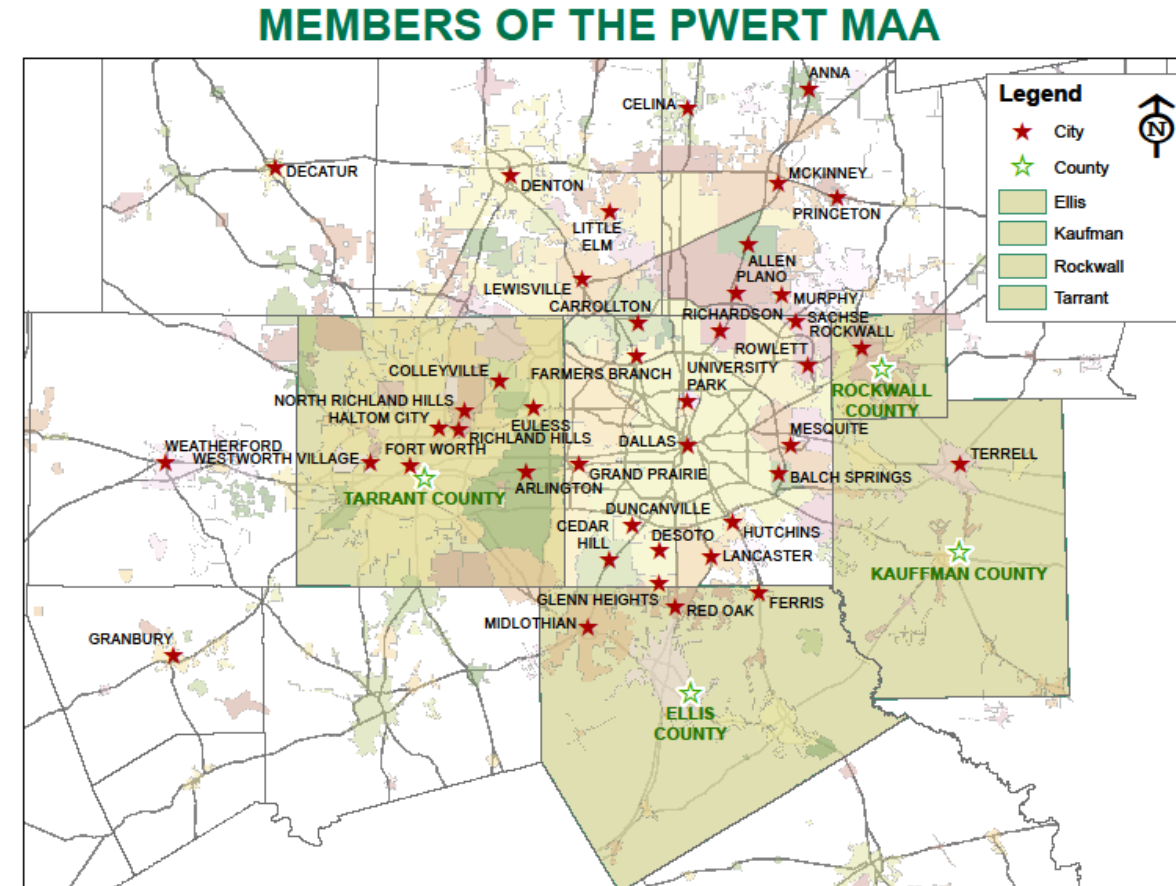 MEMBERS OF THE PWERT MAA
ANNA
CELINA
Legend
N
City
County
Ellis
Kaufman
Rockwall
Tarrant
DECATUR
DENTON
MCKINNEY
PRINCETON
LITTLE
ELM
ALLEN
PLANO
LEWISVILLE
MURPHY
CARROLLTON
RICHARDSON
SACHSE
ROCKWALL
ROWLETT
COLLEYVILLE
FARMERS BRANCH
UNIVERSITY
PARK
ROCKWALL
COUNTY
NORTH RICHLAND HILLS
HALTOM CITY
EULESS
RICHLAND HILLS
MESQUITE
DALLAS
WEATHERFORD
WESTWORTH VILLAGE
FORT WORTH
TERRELL
GRAND PRAIRIE
BALCH SPRINGS
ARLINGTON
TARRANT COUNTY
DUNCANVILLE
CEDAR
HILL
DESOTO
HUTCHINS
LANCASTER
KAUFFMAN COUNTY
GLENN HEIGHTS
RED OAK
FERRIS
MIDLOTHIAN
GRANBURY
ELLIS
COUNTY